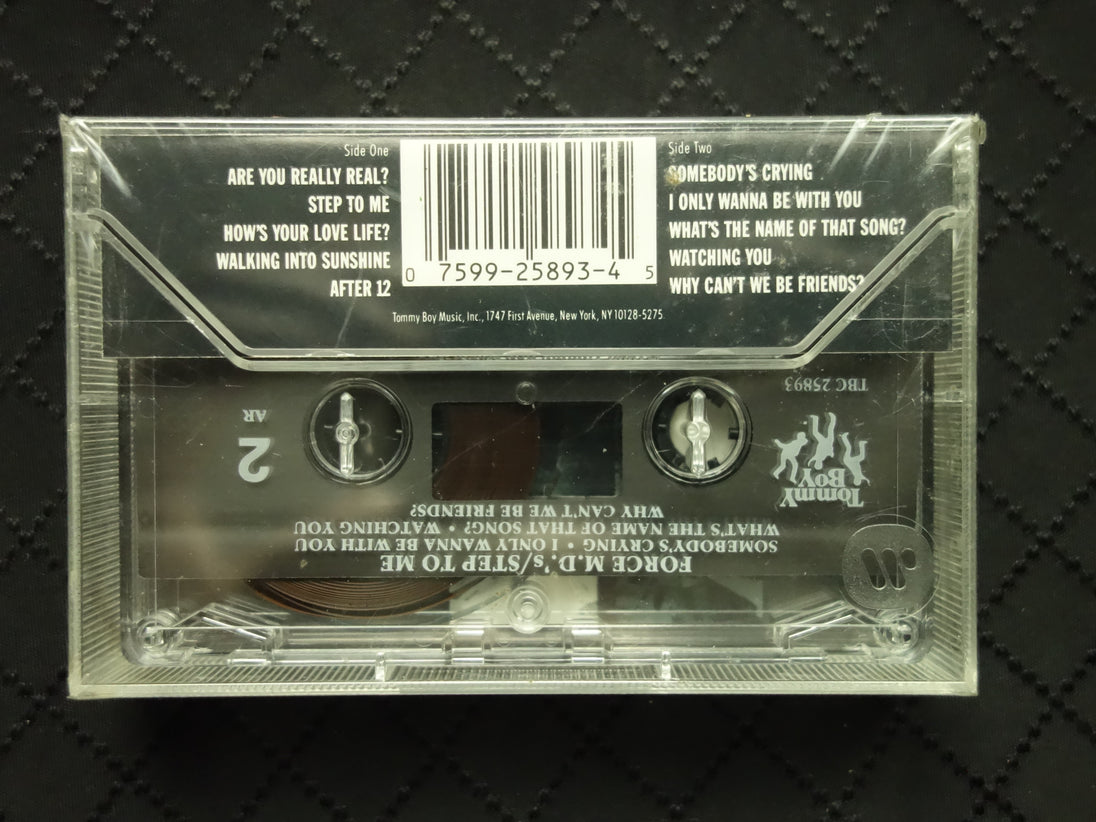 Side One
ARE YOU REALLY REAL?
STEP TO ME
HOW'S YOUR LOVE LIFE?
WALKING INTO SUNSHINE
AFTER 12
0 7599-25893-4 5
Side Two
SOMEBODY'S CRYING
I ONLY WANNA BE WITH YOU
WHAT'S THE NAME OF THAT SONG?
WATCHING YOU
WHY CAN'T WE BE FRIENDS?
Tommy Boy Music, Inc., 1747 First Avenue, New York, NY 10128-5275
FORCE M.D.'s/STEP TO ME
SOMEBODY'S CRYING • I ONLY WANNA BE WITH YOU
WHAT'S THE NAME OF THAT SONG? • WATCHING YOU
WHY CAN'T WE BE FRIENDS?
Tommy
Boy
TBC 25893
2
AR